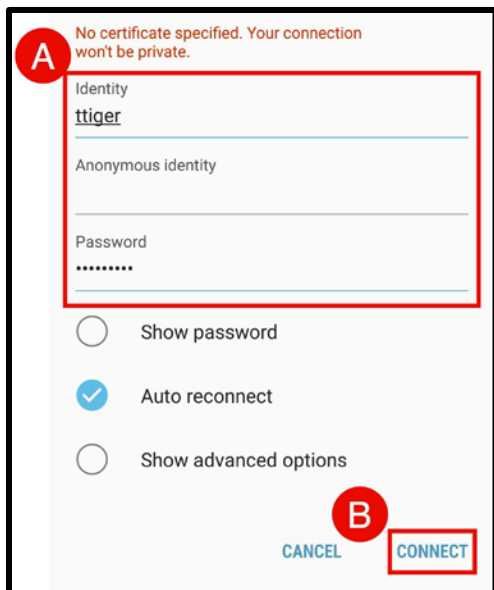 No certificate specified. Your connection
won't be private.
A
Identity
ttiger
Anonymous identity
Password
•••••••••
Show password
Auto reconnect
Show advanced options
B
CANCEL CONNECT